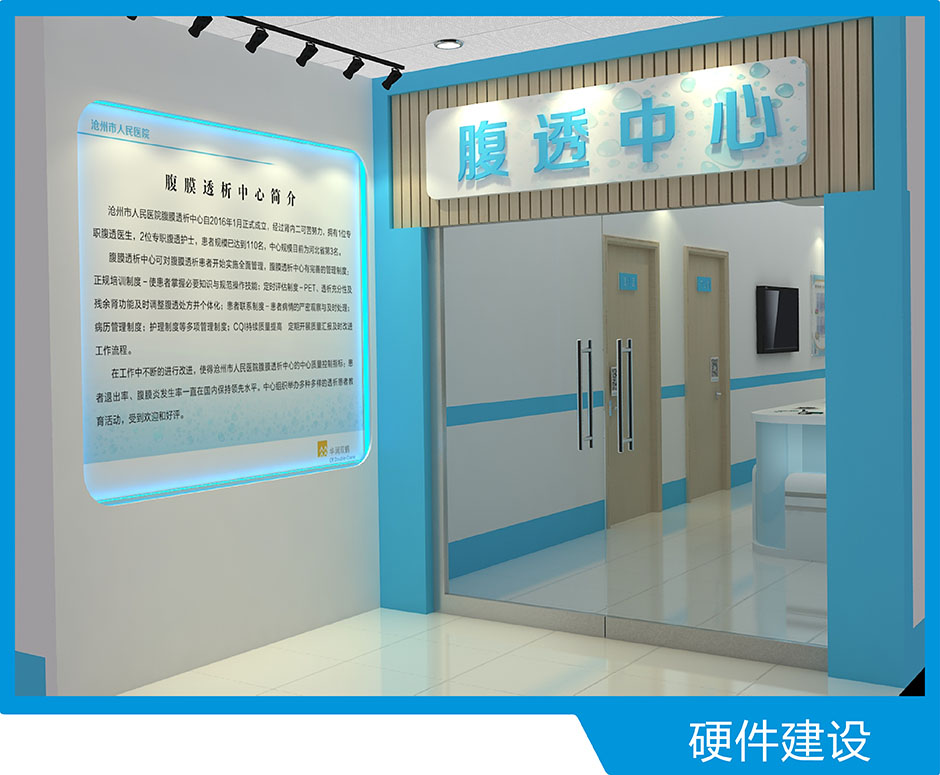 沧州市人民医院
腹膜透析中心简介
沧州市人民医院腹膜透析中心自2016年1月正式成立，经过肾内二可苦努力，拥有1位专
职腹透医生，2位专职腹透护士，患者规模已达到110名，中心规模目前为河北省第3名。
腹膜透析中心可对腹膜透析患者开始实施全面管理，腹膜透析中心有完善的管理制度；
正规培训制度－使患者掌握必要知识与规范操作技能；定时评估制度－PET、透析充分性及
残余肾功能及时调整腹透处方并个体化；患者联系制度－患者病情的严密观察与及时处理；
病历管理制度；护理制度等多项管理制度；CQI持续质量提高 定期开展质量汇报及时改进
工作流程。
在工作中不断的进行改进，使得沧州市人民医院腹膜透析中心的中心质量控制指标：患
者退出率、腹膜炎发生率一直在国内保持领先水平。中心组织举办多种多样的透析患者教
育活动，受到欢迎和好评。
华润双鹤
腹透中心
硬件建设